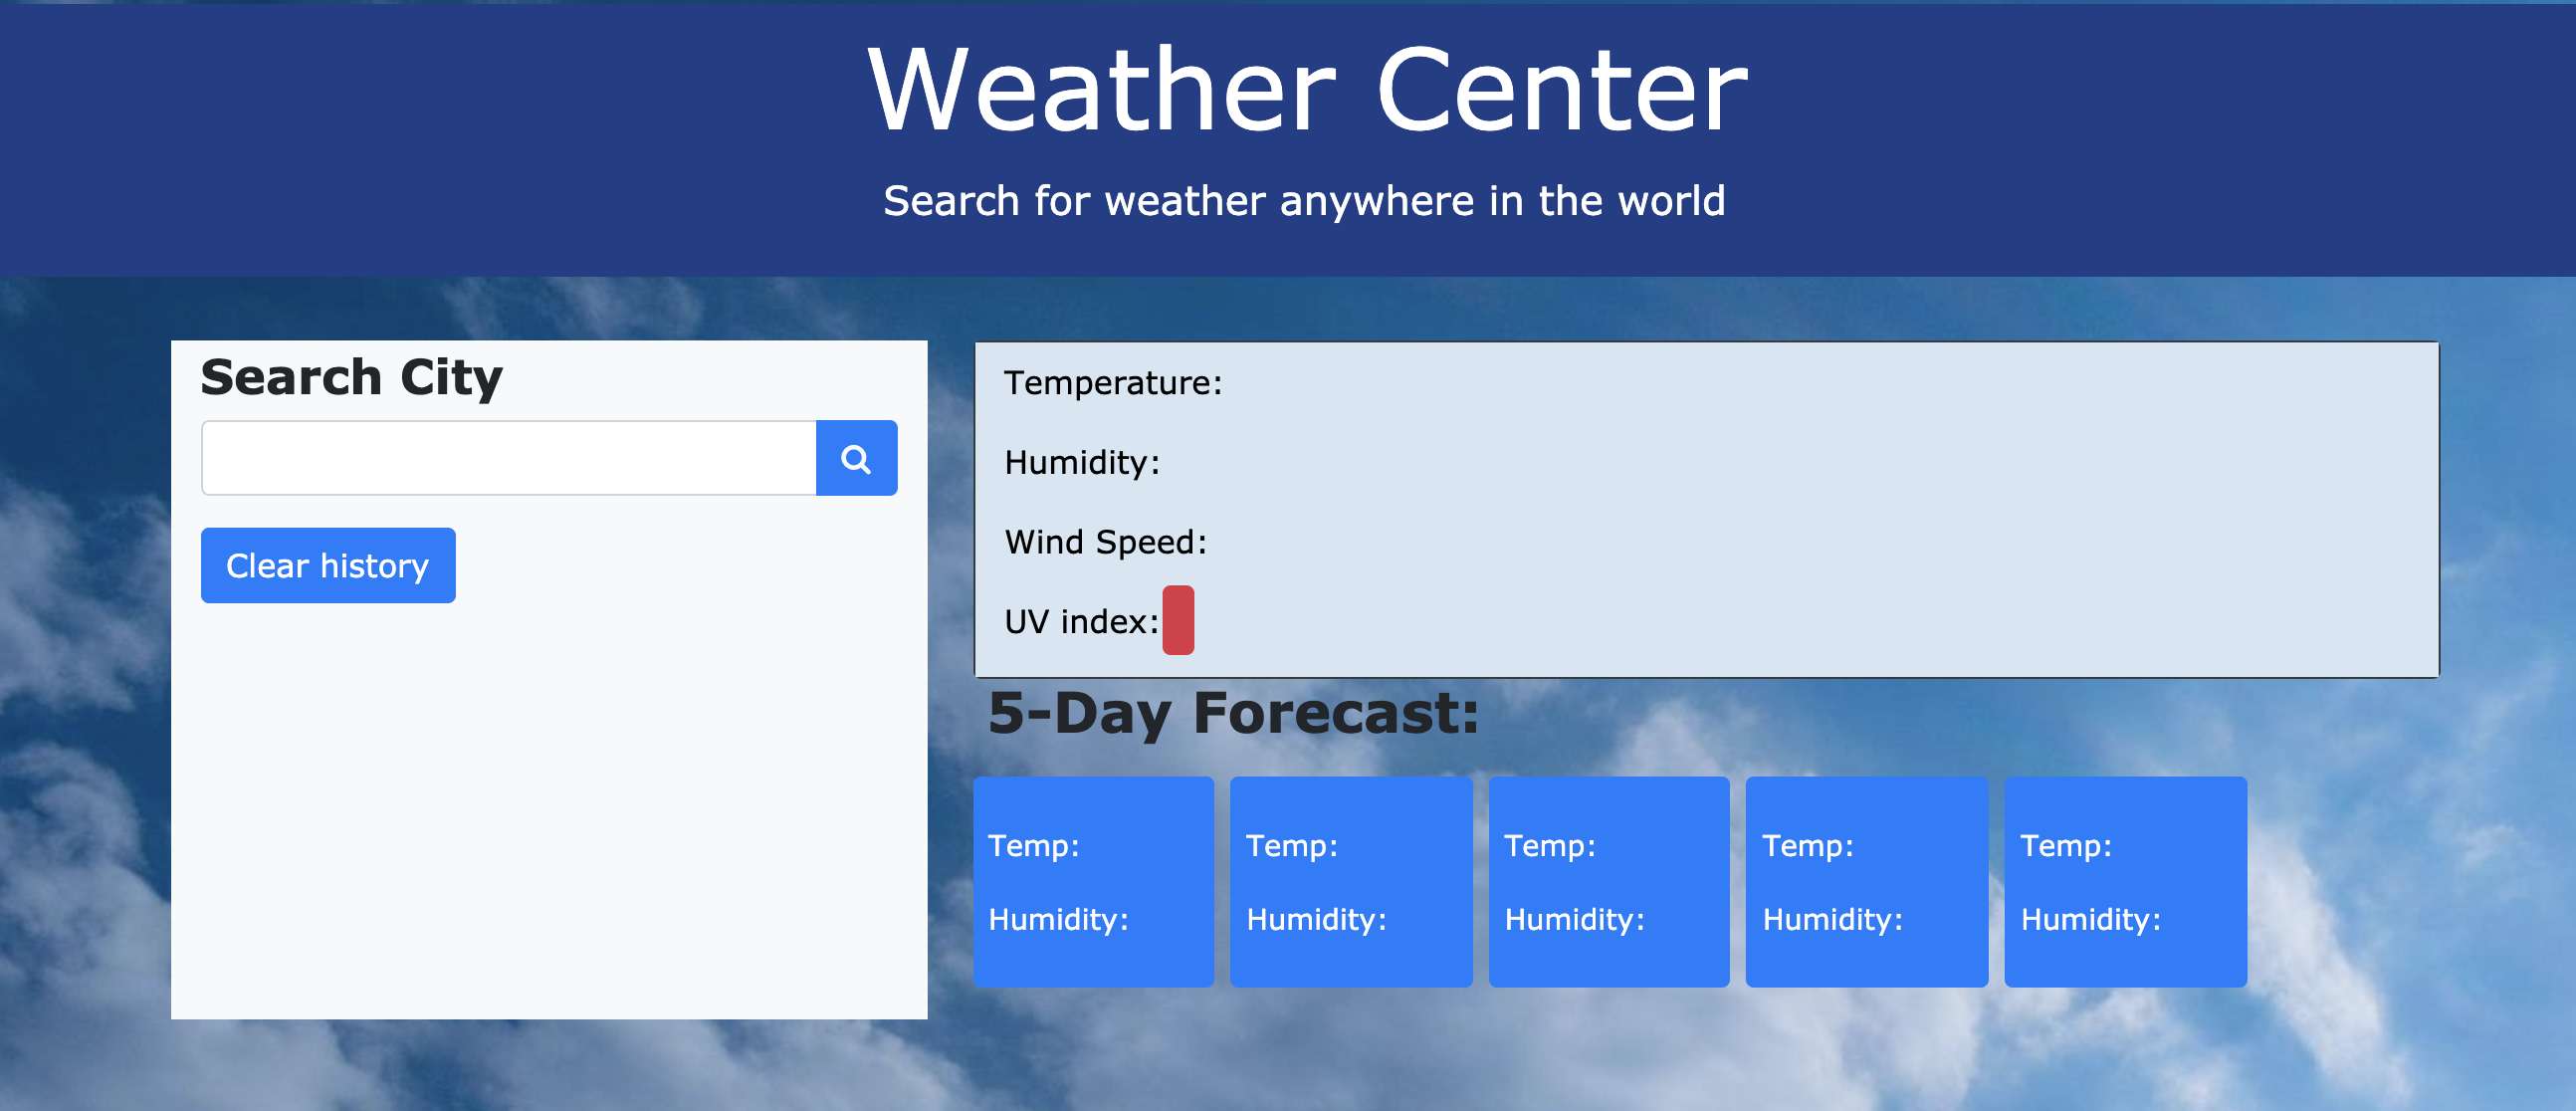 Weather Center
Search for weather anywhere in the world
Search City
Clear history
Temperature:
Humidity:
Wind Speed:
UV index:
5-Day Forecast:
Temp:
Humidity:
Temp:
Humidity:
Temp:
Humidity:
Temp:
Humidity:
Temp:
Humidity: